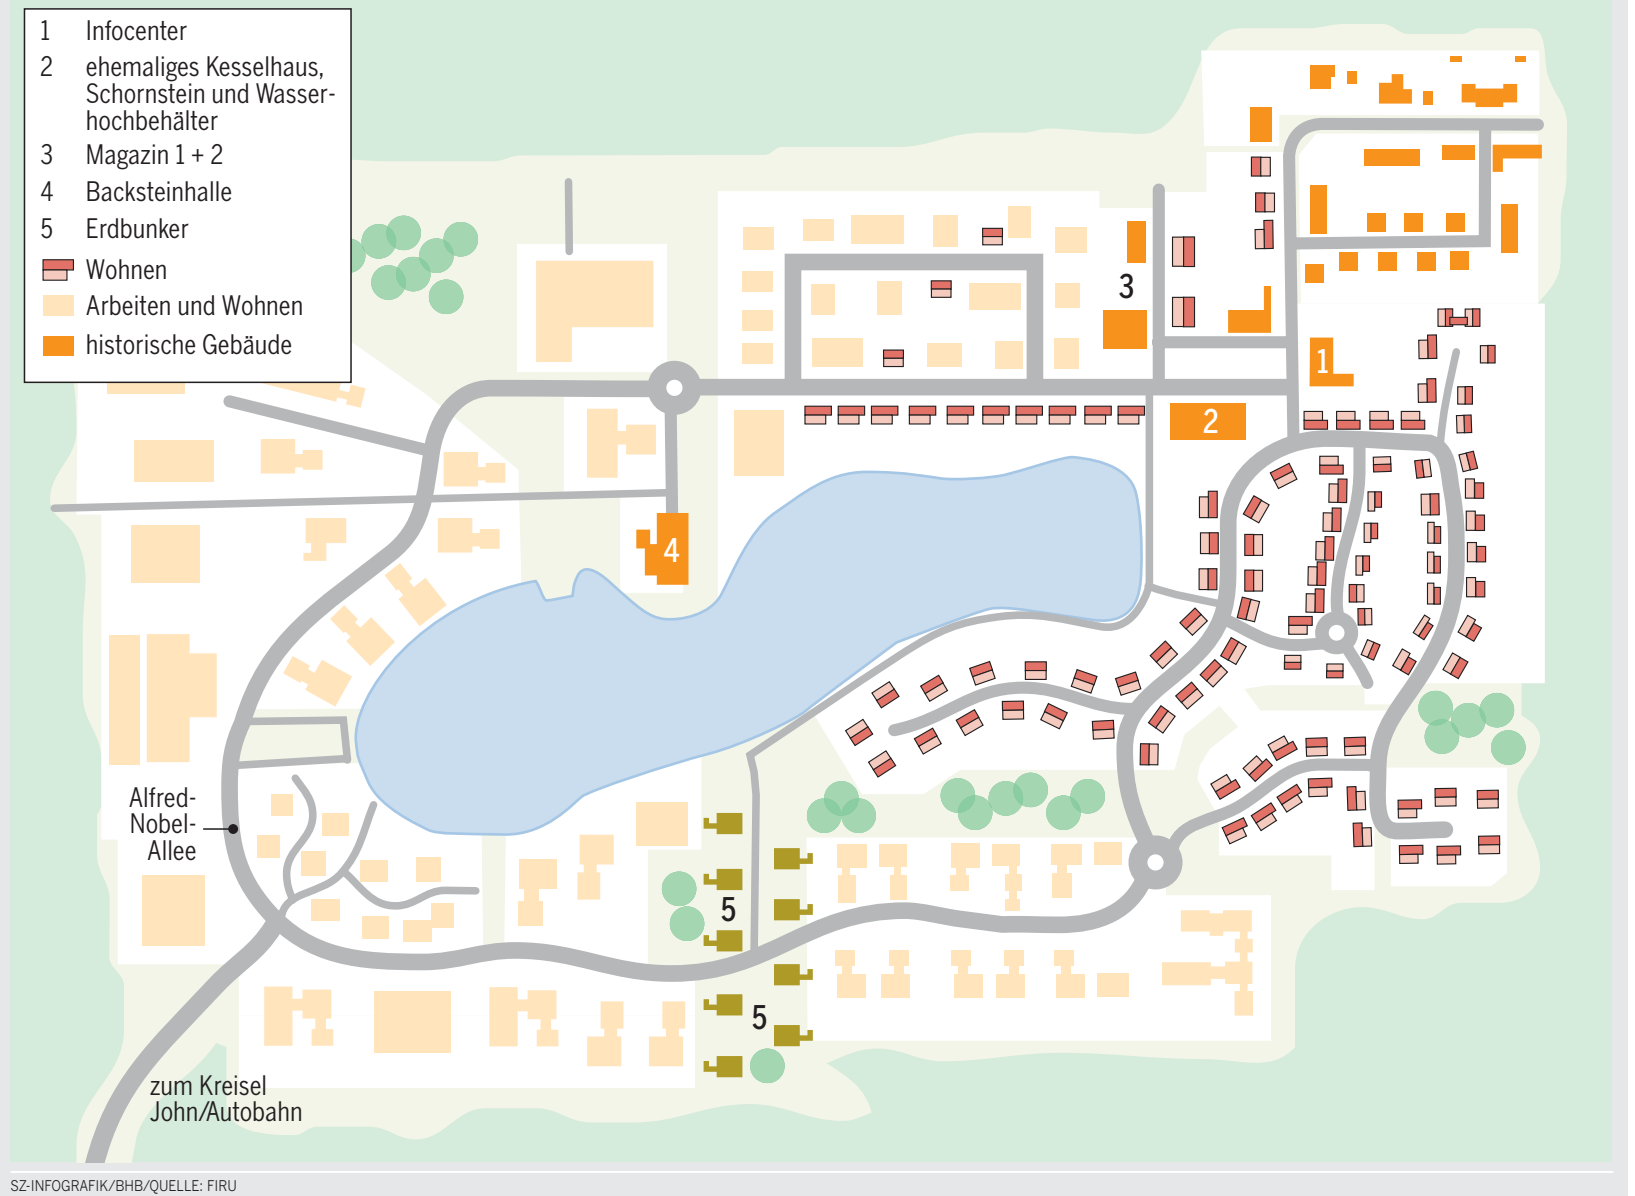 1 Infocenter
2 ehemaliges Kesselhaus,
Schornstein und Wasser-
hochbehälter
3 Magazin 1 + 2
4 Backsteinhalle
5 Erdbunker
Wohnen
Arbeiten und Wohnen
historische Gebäude
3
1
2
4
Alfred-
Nobel-
Allee
5
5
zum Kreisel
John/Autobahn
SZ-INFOGRAFIK/BHB/QUELLE: FIRU